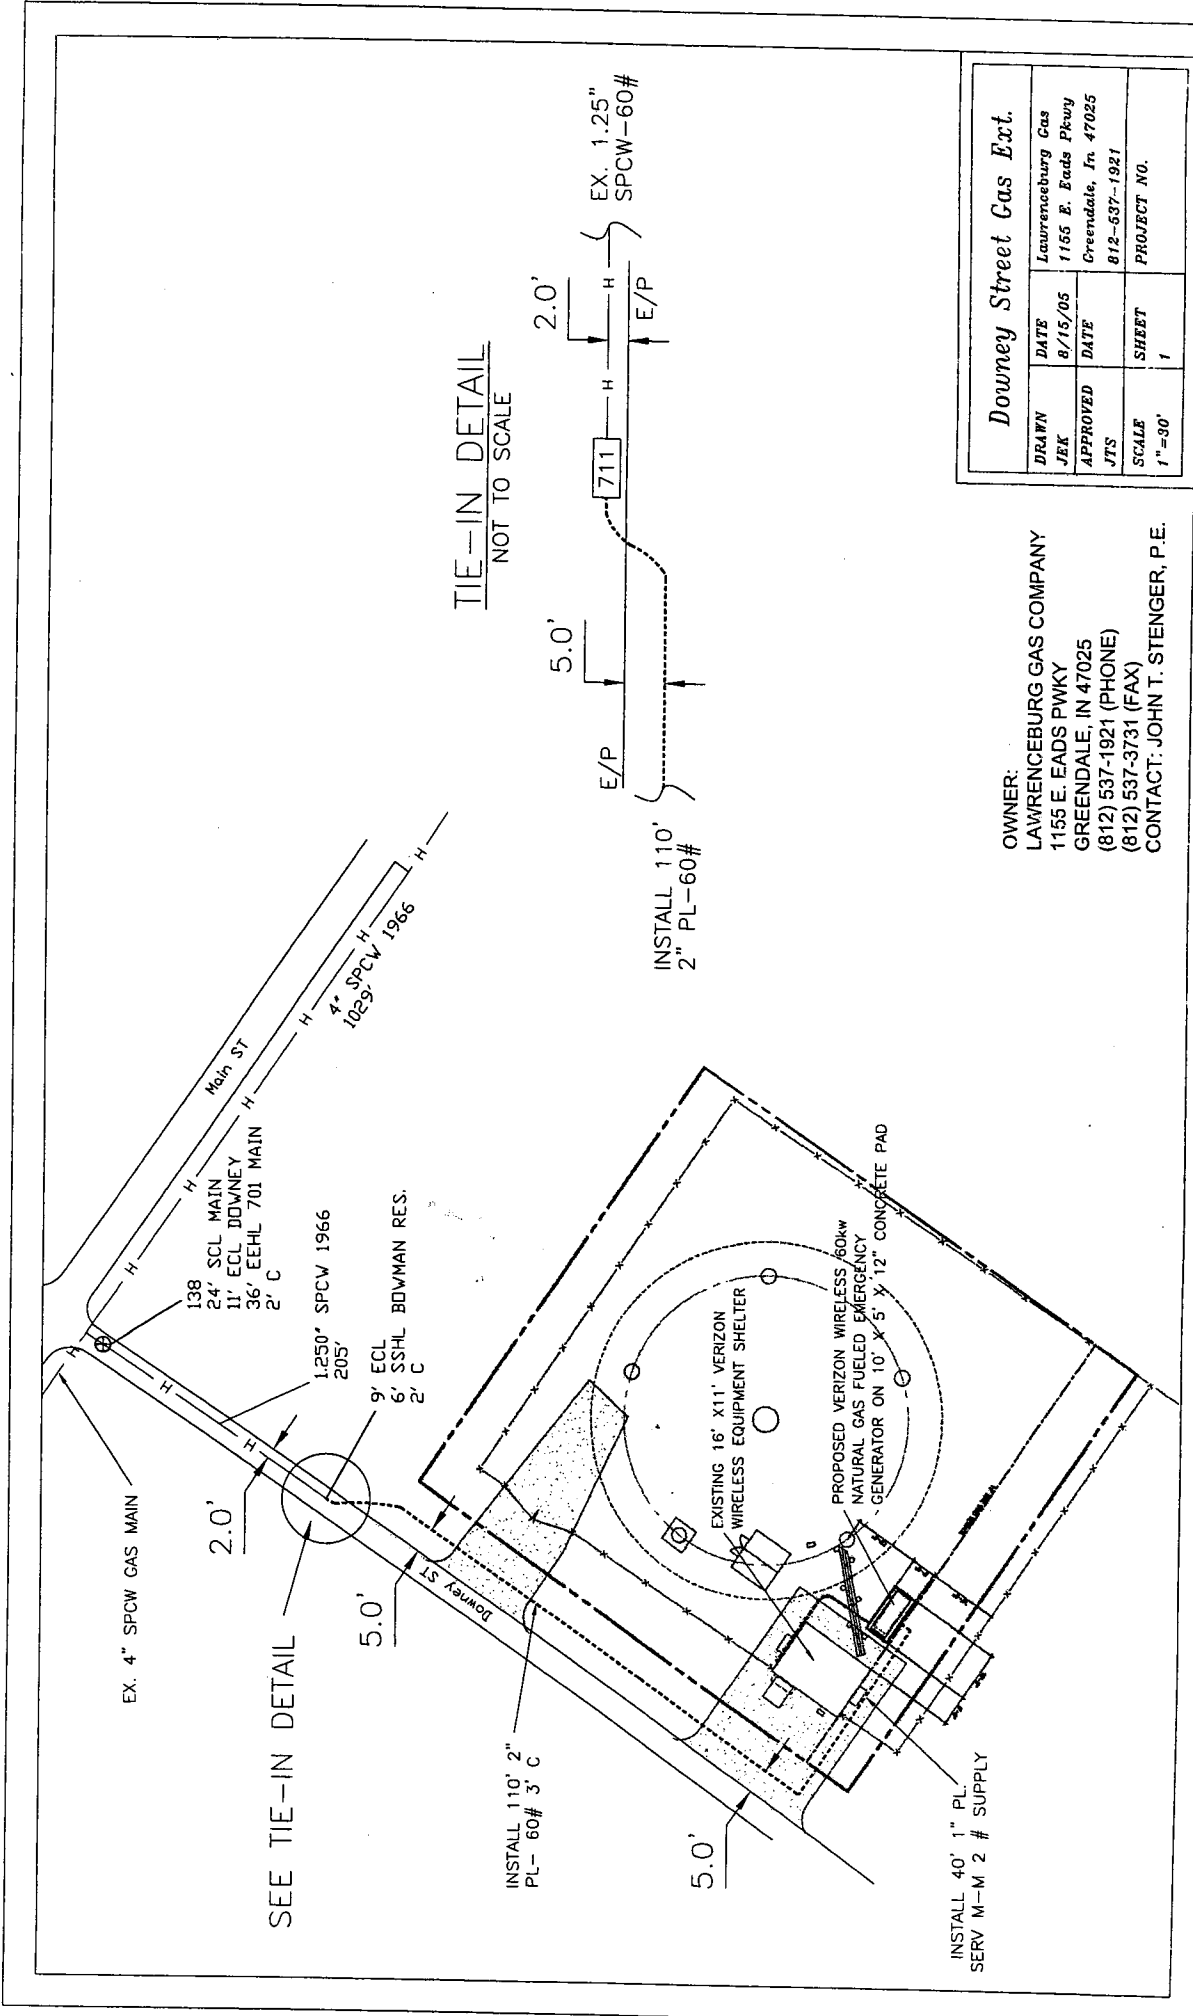 EX. 4" SPCW GAS MAIN
SEE TIE-IN DETAIL
2.0'
5.0'
INSTALL 110' 2"
PL- 60# 3' C
5.0'
INSTALL 40' 1" PL.
SERV M-M 2 # SUPPLY
Main ST
4" SPCW 1966
1029'
138
24' SCL MAIN
11' ECL DOWNEY
36' EEHL 701 MAIN
2' C
1.250" SPCW 1966
205'
9' ECL
6' SSHL BOWMAN RES.
2' C
Downey ST
EXISTING 16' X11' VERIZON
WIRELESS EQUIPMENT SHELTER
PROPOSED VERIZON WIRELESS 60kw
NATURAL GAS FUELED EMERGENCY
GENERATOR ON 10' X 5' X 12" CONCRETE PAD
H H H H H H H H H
TIE-IN DETAIL
NOT TO SCALE
5.0'
2.0'
E/P
711
H H
E/P
EX. 1.25"
SPCW-60#
INSTALL 110'
2" PL-60#
OWNER:
LAWRENCEBURG GAS COMPANY
1155 E. EADS PWKY
GREENDALE, IN 47025
(812) 537-1921 (PHONE)
(812) 537-3731 (FAX)
CONTACT: JOHN T. STENGER, P.E.
Downey Street Gas Ext.
DRAWN DATE
JEK 8/15/05
APPROVED DATE
JTS
Lawrenceburg Gas
1155 E. Eads Pkwy
Greendale, In. 47025
812-537-1921
SCALE SHEET PROJECT NO.
1"=30' 1